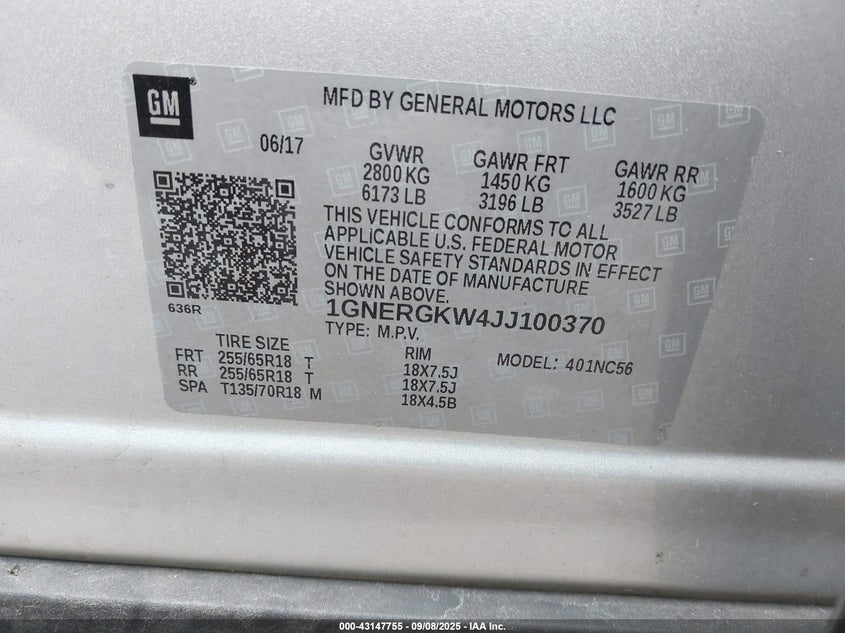 GM
MFD BY GENERAL MOTORS LLC
06/17
GVWR GAWR FRT GAWR RR
2800 KG 1450 KG 1600 KG
6173 LB 3196 LB 3527 LB
THIS VEHICLE CONFORMS TO ALL
APPLICABLE U.S. FEDERAL MOTOR
VEHICLE SAFETY STANDARDS IN EFFECT
ON THE DATE OF MANUFACTURE
SHOWN ABOVE.
636R
1GNERGKW4JJ100370
TYPE: M.P.V.
TIRE SIZE RIM MODEL: 401NC56
FRT 255/65R18 T 18X7.5J
RR 255/65R18 T 18X7.5J
SPA T135/70R18 M 18X4.5B
000-43147755 - 09/08/2025 - IAA Inc.